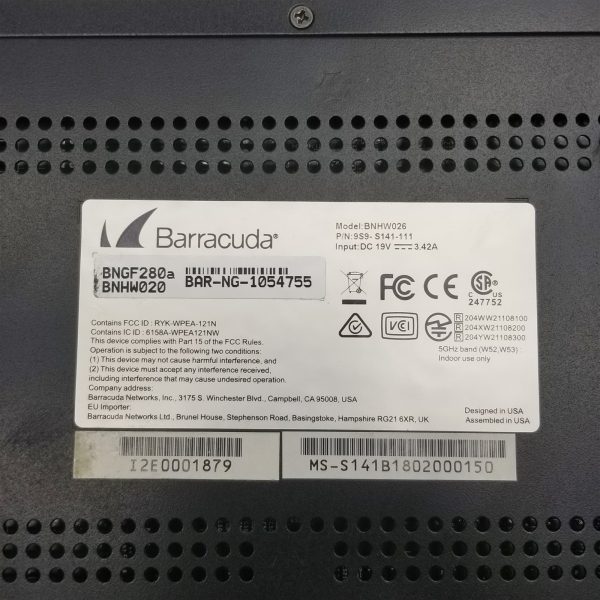 Barracuda®
Model: BNHW026
P/N: 9S9- S141-111
Input: DC 19V ⎓ 3.42A
BNGF280a
BNHW020
BAR-NG-1054755
FC CE SA®
C US
247752
VCI
R 204WW21108100
R 204XW21108200
R 204YW21108300
5GHz band (W52,W53) :
Indoor use only
Contains FCC ID : RYK-WPEA-121N
Contains IC ID : 6158A-WPEA121NW
This device complies with Part 15 of the FCC Rules.
Operation is subject to the following two conditions:
(1) This device may not cause harmful interference, and
(2) This device must accept any interference received,
including interference that may cause undesired operation.
Company address:
Barracuda Networks, Inc., 3175 S. Winchester Blvd., Campbell, CA 95008, USA
EU Importer:
Barracuda Networks Ltd., Brunel House, Stephenson Road, Basingstoke, Hampshire RG21 6XR, UK
Designed in USA
Assembled in USA
I2E0001879
MS-S141B1802000150